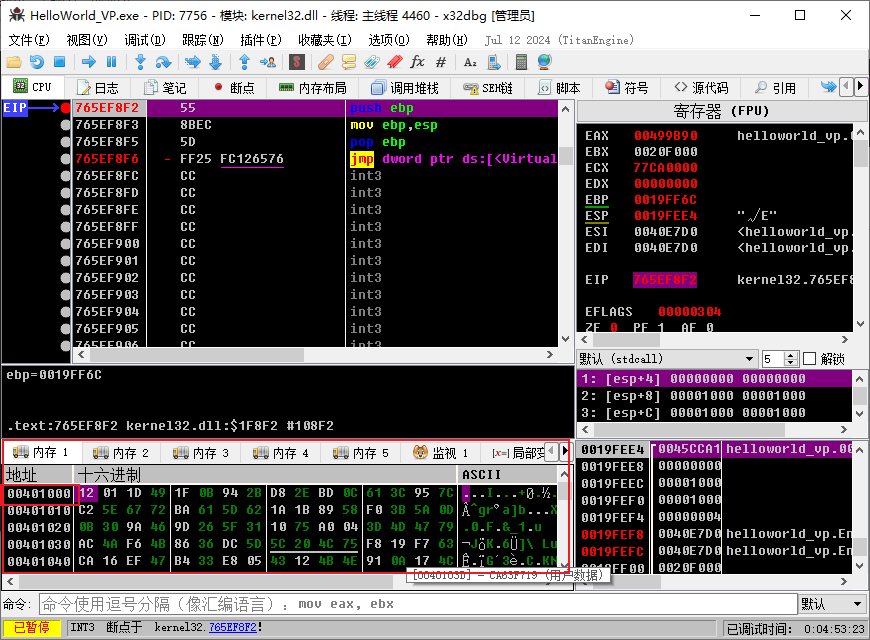 HelloWorld_VP.exe - PID: 7756 - 模块: kernel32.dll - 线程: 主线程 4460 - x32dbg [管理员]
文件(F) 视图(V) 调试(D) 跟踪(N) 插件(P) 收藏夹(I) 选项(O) 帮助(H) Jul 12 2024 (TitanEngine)
CPU 日志 笔记 断点 内存布局 调用堆栈 SEH链 脚本 符号 源代码 引用
EIP
765EF8F2 55 push ebp
765EF8F3 8BEC mov ebp,esp
765EF8F5 5D pop ebp
765EF8F6 - FF25 FC126576 jmp dword ptr ds:[<Virtual
765EF8FC CC int3
765EF8FD CC int3
765EF8FE CC int3
765EF8FF CC int3
765EF900 CC int3
765EF901 CC int3
765EF902 CC int3
765EF903 CC int3
765EF904 CC int3
765EF905 CC int3
765EF906 CC int3
寄存器 (FPU)
EAX 00499B90 helloworld_vp.0
EBX 0020F000
ECX 77CA0000
EDX 00000000
EBP 0019FF6C
ESP 0019FEE4
ESI 0040E7D0 <helloworld_vp.
EDI 0040E7D0 <helloworld_vp.
EIP 765EF8F2 kernel32.765EF8
EFLAGS 00000304
ZF 0 PF 1 AF 0
默认 (stdcall) 5 解锁
1: [esp+4] 00000000 00000000
2: [esp+8] 00001000 00001000
3: [esp+C] 00001000 00001000
ebp=0019FF6C
.text:765EF8F2 kernel32.dll:$1F8F2 #108F2
内存 1 内存 2 内存 3 内存 4 内存 5 监视 1 [x=] 局部变
地址 十六进制 ASCII
00401000 12 01 1D 49 1F 0B 94 2B D8 2E BD 0C 61 3C 95 7C
00401010 C2 5E 67 72 BA 61 5D 62 1A 1B 89 58 F0 3B 5A 0D
00401020 0B 30 9A 46 9D 26 5F 31 10 75 A0 04 3D 4D 47 79
00401030 AC 4A F6 4B 86 36 DC 5D 5C 20 4C 75 F8 19 F7 63
00401040 CA 16 EF 47 B4 33 E8 05 43 12 4B 4E 91 0A 17 4C
[0040103D] = CA63F719 (用户数据)
0019FEE4 0045CCA1 helloworld_vp.00
0019FEE8 00000000
0019FEEC 00001000
0019FEF0 00001000
0019FEF4 00000004
0019FEF8 0040E7D0 helloworld_vp.En
0019FEFC 0040E7D0 helloworld_vp.En
0019FF00 0020F000
命令: 命令使用逗号分隔（像汇编语言）: mov eax, ebx 默认
已暂停 INT3 断点于 kernel32.765EF8F2! 已调试时间: 0:04:53:23